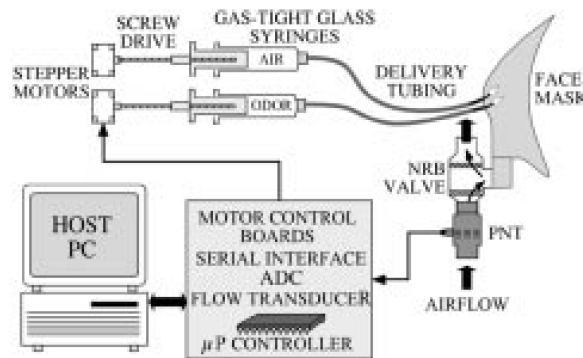 GAS-TIGHT GLASS
SYRINGES
SCREW
DRIVE
AIR
STEPPER
MOTORS
ODOR
DELIVERY
TUBING
FACE
MASK
NRB
VALVE
HOST
PC
MOTOR CONTROL
BOARDS
SERIAL INTERFACE
ADC
FLOW TRANSDUCER
µP CONTROLLER
PNT
AIRFLOW